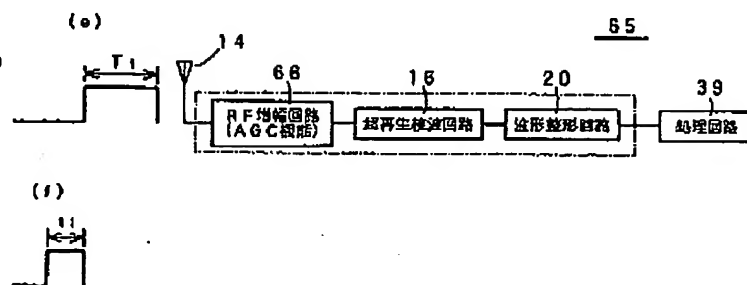 (e)
65
T1
14
66
16
20
39
RF増幅回路
(AGC機能)
超再生検波回路
波形整形回路
処理回路
(f)
t1